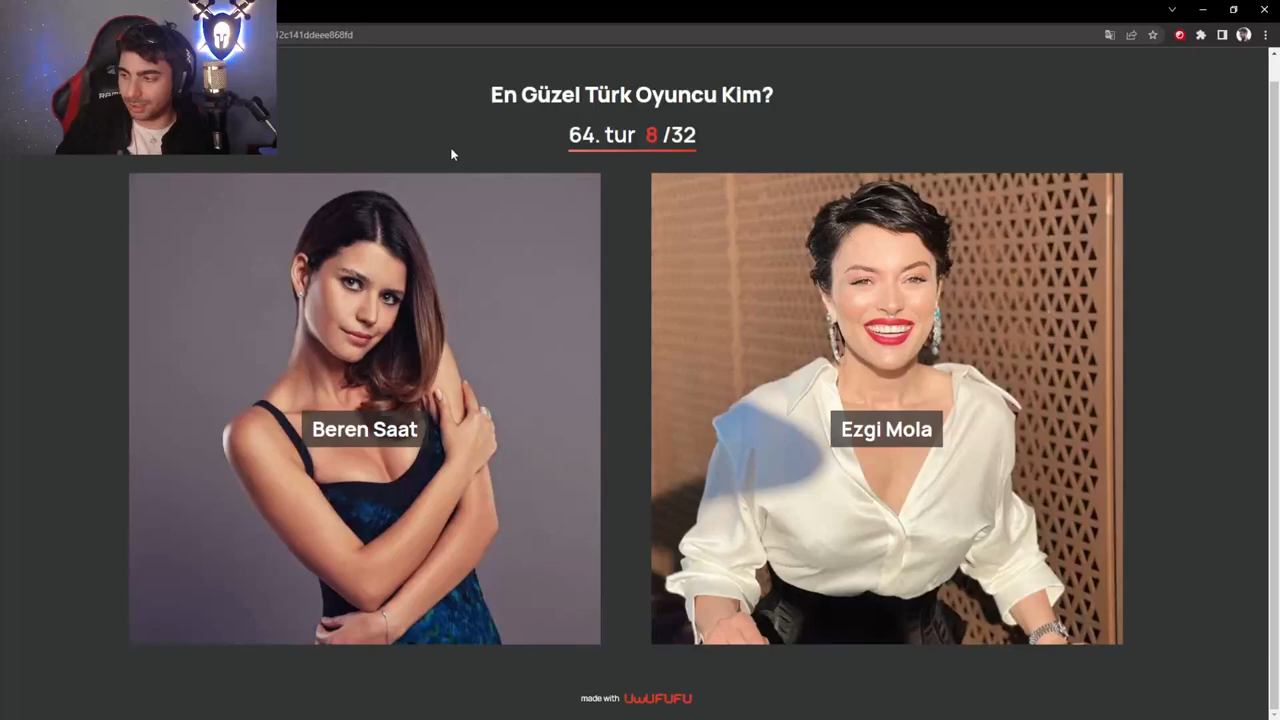 2c141ddeee868fd
En Güzel Türk Oyuncu Kim?
64. tur 8 /32
Beren Saat
Ezgi Mola
made with UWUFUFU